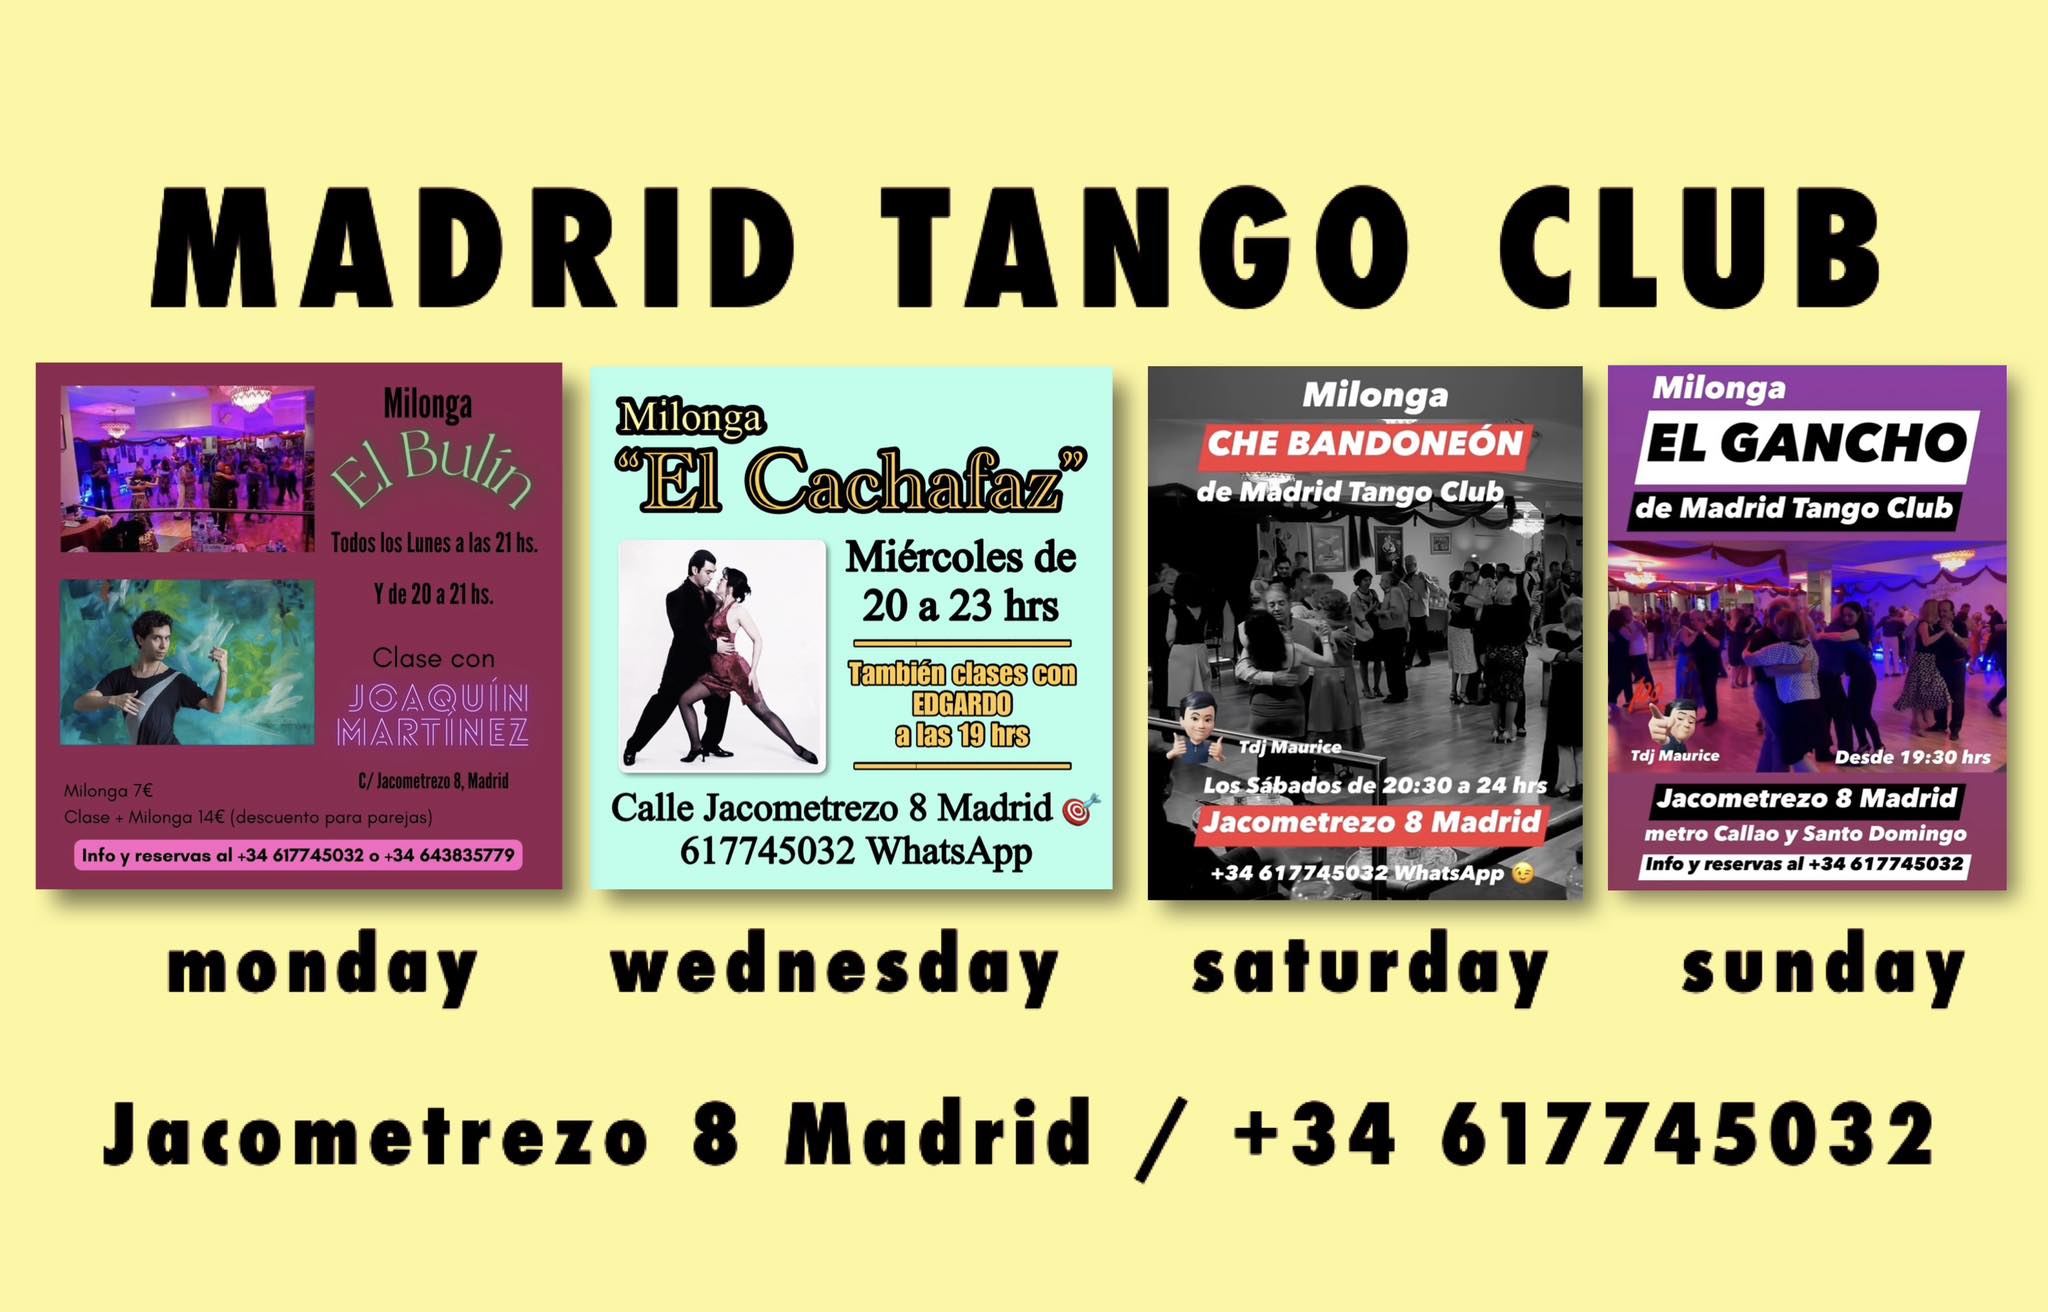 MADRID TANGO CLUB
Milonga
El Bulín
Todos los Lunes a las 21 hs.
Y de 20 a 21 hs.
Clase con
JOAQUÍN
MARTÍNEZ
C/ Jacometrezo 8, Madrid
Milonga 7€
Clase + Milonga 14€ (descuento para parejas)
Info y reservas al +34 617745032 o +34 643835779
monday
Milonga
“El Cachafaz”
Miércoles de
20 a 23 hrs
También clases con
EDGARDO
a las 19 hrs
Calle Jacometrezo 8 Madrid 🎯
617745032 WhatsApp
wednesday
Milonga
CHE BANDONEÓN
de Madrid Tango Club
Tdj Maurice
Los Sábados de 20:30 a 24 hrs
Jacometrezo 8 Madrid
+34 617745032 WhatsApp 😉
saturday
Milonga
EL GANCHO
de Madrid Tango Club
Tdj Maurice
Desde 19:30 hrs
Jacometrezo 8 Madrid
metro Callao y Santo Domingo
Info y reservas al +34 617745032
sunday
Jacometrezo 8 Madrid / +34 617745032